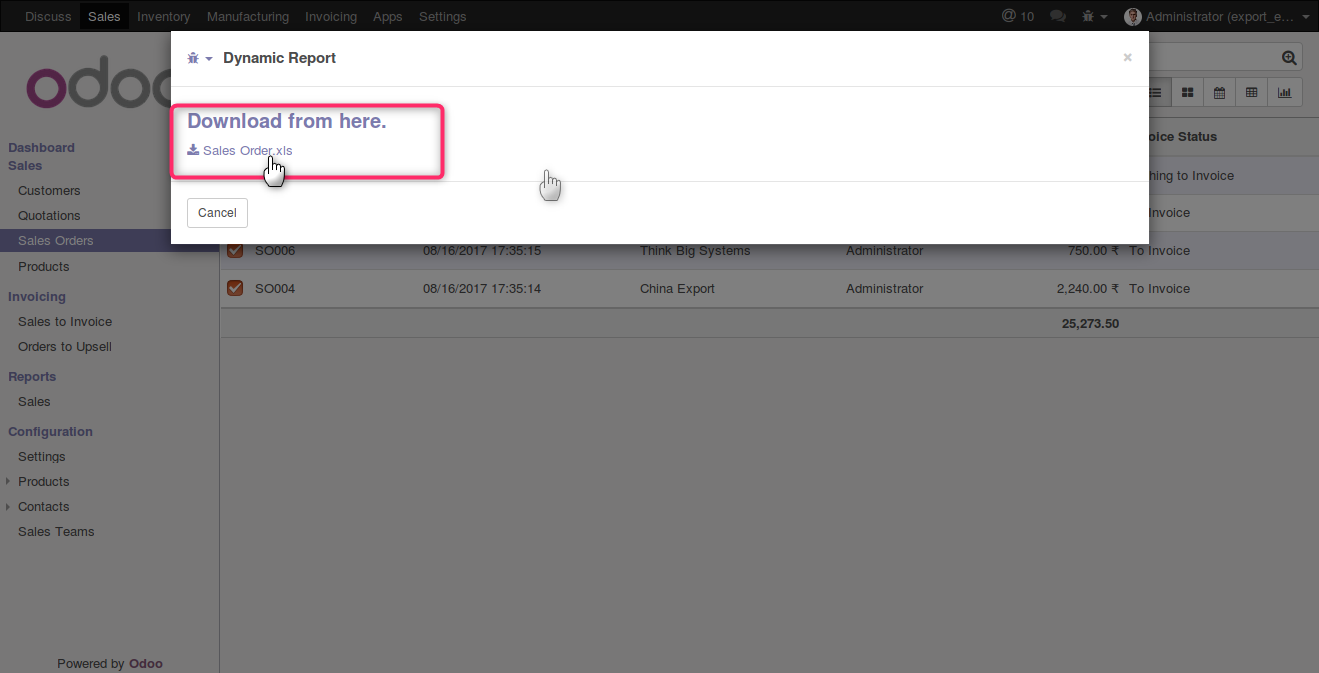 Discuss Sales Inventory Manufacturing Invoicing Apps Settings @ 10 Administrator (export_e...
Dynamic Report ×
Download from here.
Sales Order.xls
Cancel
odoo
Dashboard
Sales
Customers
Quotations
Sales Orders
Products
Invoicing
Sales to Invoice
Orders to Upsell
Reports
Sales
Configuration
Settings
Products
Contacts
Sales Teams
Powered by Odoo
oice Status
hing to Invoice
Invoice
SO006 08/16/2017 17:35:15 Think Big Systems Administrator 750.00 ₹ To Invoice
SO004 08/16/2017 17:35:14 China Export Administrator 2,240.00 ₹ To Invoice
25,273.50